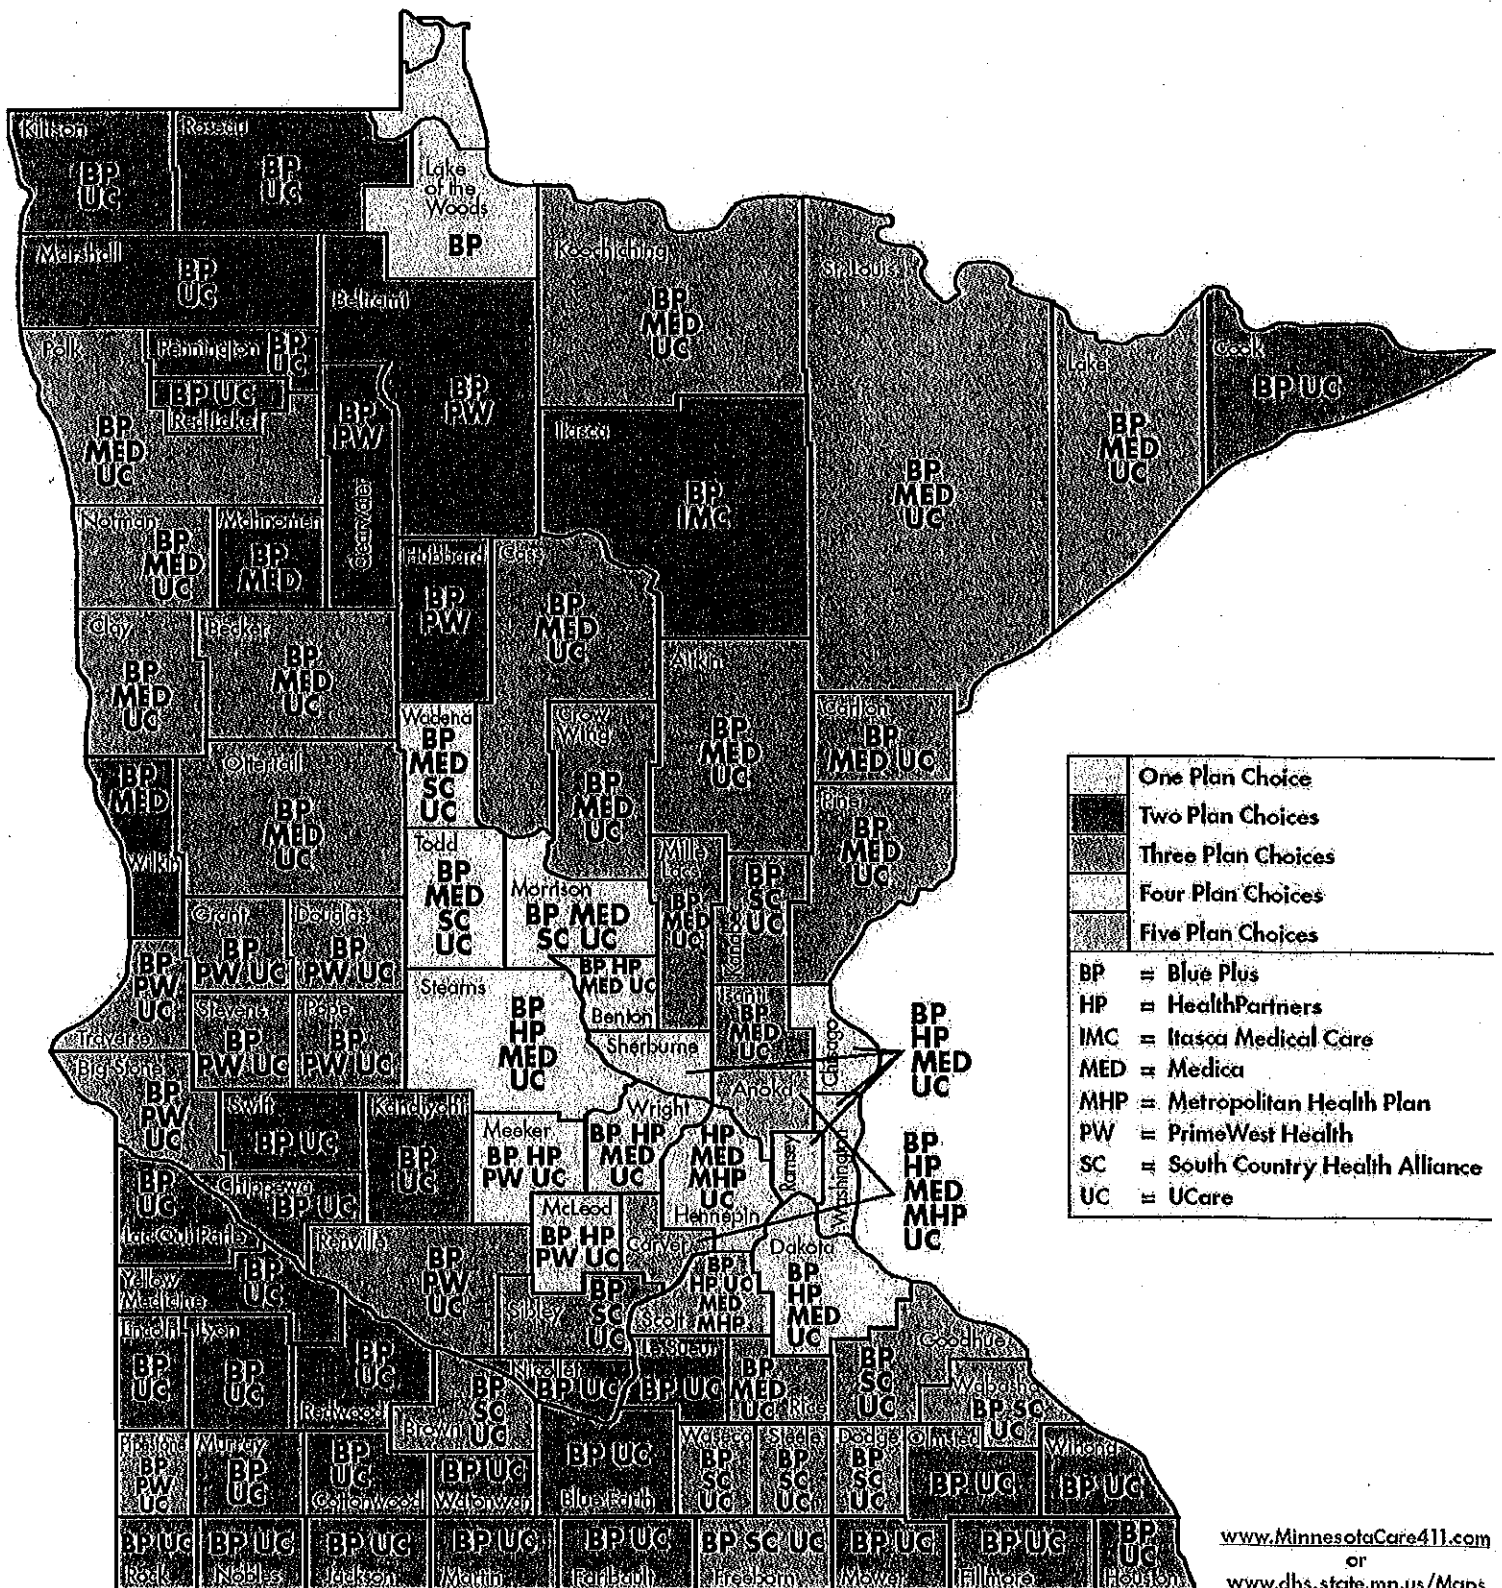 Kittson
BP
UC
Roseau
BP
UC
Lake
of the
Woods
BP
Marshall
BP
UC
Beltrami
BP
PW
Koochiching
BP
MED
UC
St. Louis
BP
MED
UC
Lake
BP
MED
UC
Cook
BP UC
Polk
BP
MED
UC
Pennington
BP
UC
BP UC
Red Lake
BP
PW
Clearwater
Itasca
BP
IMC
Norman
BP
MED
UC
Mahnomen
BP
MED
Hubbard
BP
PW
Cass
BP
MED
UC
Clay
BP
MED
UC
Becker
BP
MED
UC
Aitkin
BP
MED
UC
Wadena
BP
MED
SC
UC
Crow
Wing
BP
MED
UC
Carlton
BP
MED UC
BP
MED
Wilkin
Ottertail
BP
MED
UC
Pine
BP
MED
UC
Todd
BP
MED
SC
UC
Morrison
BP MED
SC UC
Mille
Lacs
BP
MED
UC
BP
SC
UC
Kanabec
Grant
BP
PW UC
Douglas
BP
PW UC
BP
PW
UC
Traverse
Stevens
BP
PW UC
Pope
BP
PW UC
Stearns
BP
HP
MED
UC
BP HP
MED UC
Benton
Isanti
BP
MED
UC
Chisago
BP
HP
MED
UC
Sherburne
Big Stone
BP
PW
UC
Anoka
Swift
BP UC
Kandiyohi
BP
UC
Meeker
BP HP
PW UC
Wright
BP HP
MED
UC
HP
MED
MHP
UC
Hennepin
Ramsey
Washington
BP
HP
MED
MHP
UC
BP
UC
Lac Qui Parle
Chippewa
BP UC
McLeod
BP HP
PW UC
Carver
Renville
BP
PW
UC
Dakota
BP
HP
MED
UC
Yellow
Medicine
BP
UC
Sibley
BP
SC
UC
BP
HP UC
MED
MHP
Scott
Lincoln
BP
UC
Lyon
BP
UC
BP
UC
Redwood
Nicollet
BP UC
Le Sueur
BP UC
BP
MED
UC
Rice
BP
SC
UC
Goodhue
Brown
BP
SC
UC
Wabasha
BP SC
UC
Pipestone
BP
PW
UC
Murray
BP
UC
BP
UC
Cottonwood
BP UC
Watonwan
BP UC
Blue Earth
Waseca
BP
SC
UC
Steele
BP
SC
UC
Dodge
BP
SC
UC
Olmsted
BP UC
Winona
BP UC
BP UC
Rock
BP UC
Nobles
BP UC
Jackson
BP UC
Martin
BP UC
Faribault
BP SC UC
Freeborn
BP UC
Mower
BP UC
Fillmore
BP
UC
Houston
One Plan Choice
Two Plan Choices
Three Plan Choices
Four Plan Choices
Five Plan Choices
BP = Blue Plus
HP = HealthPartners
IMC = Itasca Medical Care
MED = Medica
MHP = Metropolitan Health Plan
PW = PrimeWest Health
SC = South Country Health Alliance
UC = UCare
www.MinnesotaCare411.com
or
www.dhs.state.mn.us/Maps